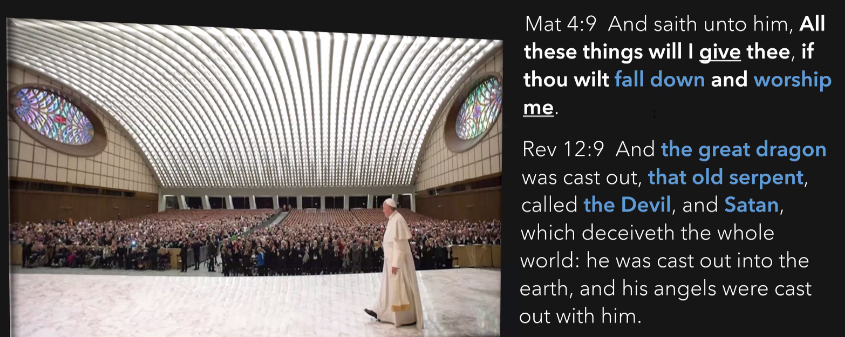 Mat 4:9 And saith unto him, All
these things will I give thee, if
thou wilt fall down and worship
me.
Rev 12:9 And the great dragon
was cast out, that old serpent,
called the Devil, and Satan,
which deceiveth the whole
world: he was cast out into the
earth, and his angels were cast
out with him.